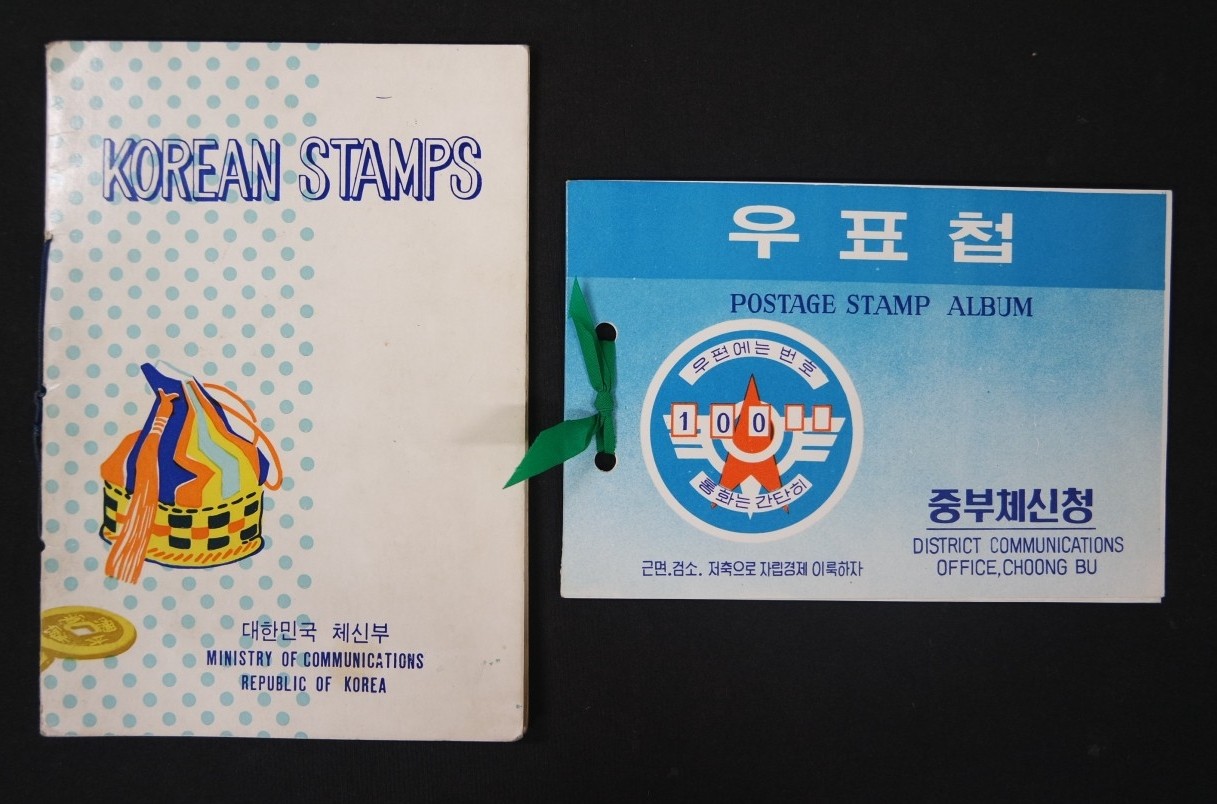 KOREAN STAMPS
대한민국 체신부
MINISTRY OF COMMUNICATIONS
REPUBLIC OF KOREA
우표첩
POSTAGE STAMP ALBUM
우편에는 번호
100
통화는 간단히
근면.검소. 저축으로 자립경제 이룩하자
중부체신청
DISTRICT COMMUNICATIONS
OFFICE, CHOONG BU